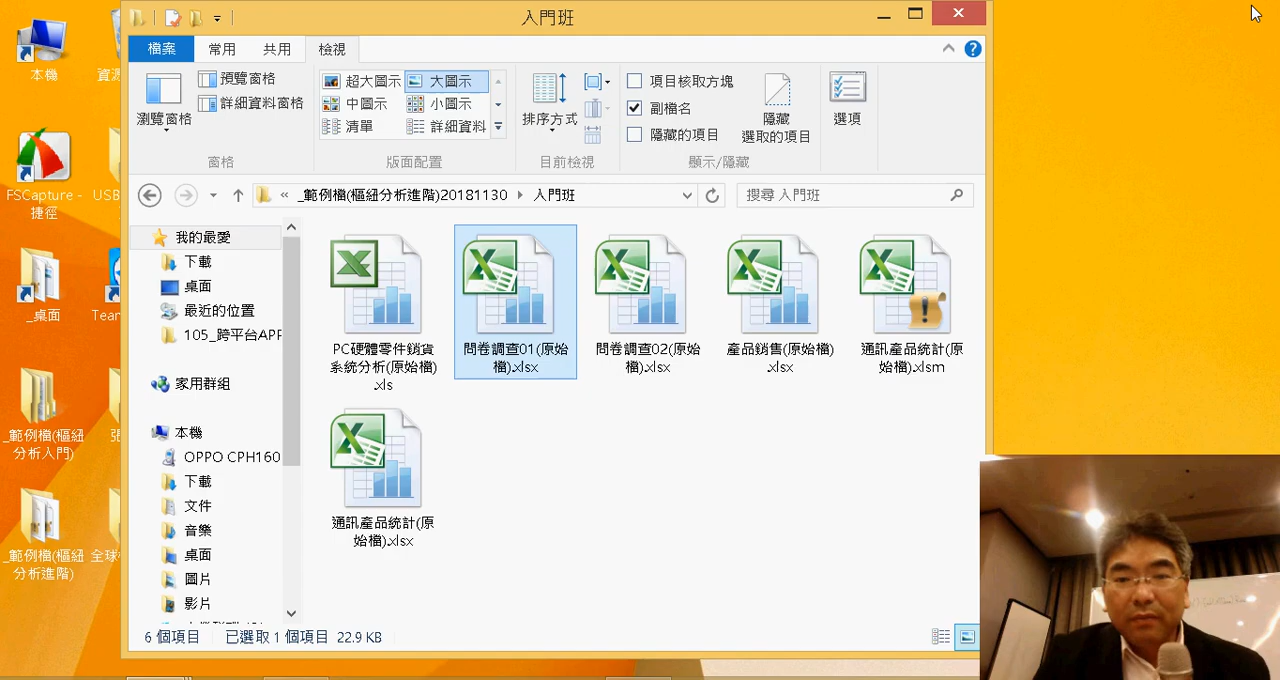 入門班
檔案
常用
共用
檢視
瀏覽窗格
預覽窗格
詳細資料窗格
窗格
超大圖示
大圖示
中圖示
小圖示
清單
詳細資料
版面配置
排序方式
目前檢視
項目核取方塊
副檔名
隱藏的項目
隱藏
選取的項目
顯示/隱藏
選項
« _範例檔(樞紐分析進階)20181130
入門班
搜尋 入門班
本機
FSCapture -
捷徑
USB
_桌面
Team
_範例檔(樞紐
分析入門)
_範例檔(樞紐
分析進階)
我的最愛
下載
桌面
最近的位置
105_跨平台APP
家用群組
本機
OPPO CPH160
下載
文件
音樂
桌面
圖片
影片
PC硬體零件銷貨
系統分析(原始檔)
.xls
問卷調查01(原始
檔).xlsx
問卷調查02(原始
檔).xlsx
產品銷售(原始檔)
.xlsx
通訊產品統計(原
始檔).xlsm
通訊產品統計(原
始檔).xlsx
6 個項目
已選取 1 個項目 22.9 KB